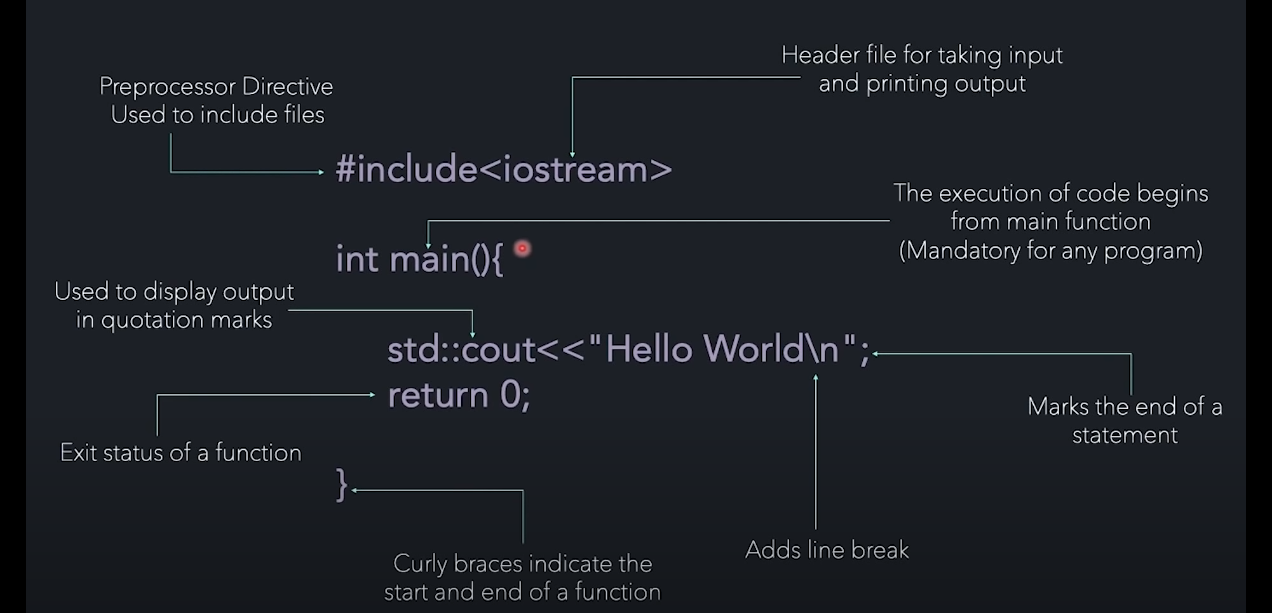 Header file for taking input
and printing output
Preprocessor Directive
Used to include files
#include<iostream>
The execution of code begins
from main function
(Mandatory for any program)
int main(){
Used to display output
in quotation marks
std::cout<<"Hello World\n";
return 0;
Marks the end of a
statement
Exit status of a function
}
Adds line break
Curly braces indicate the
start and end of a function